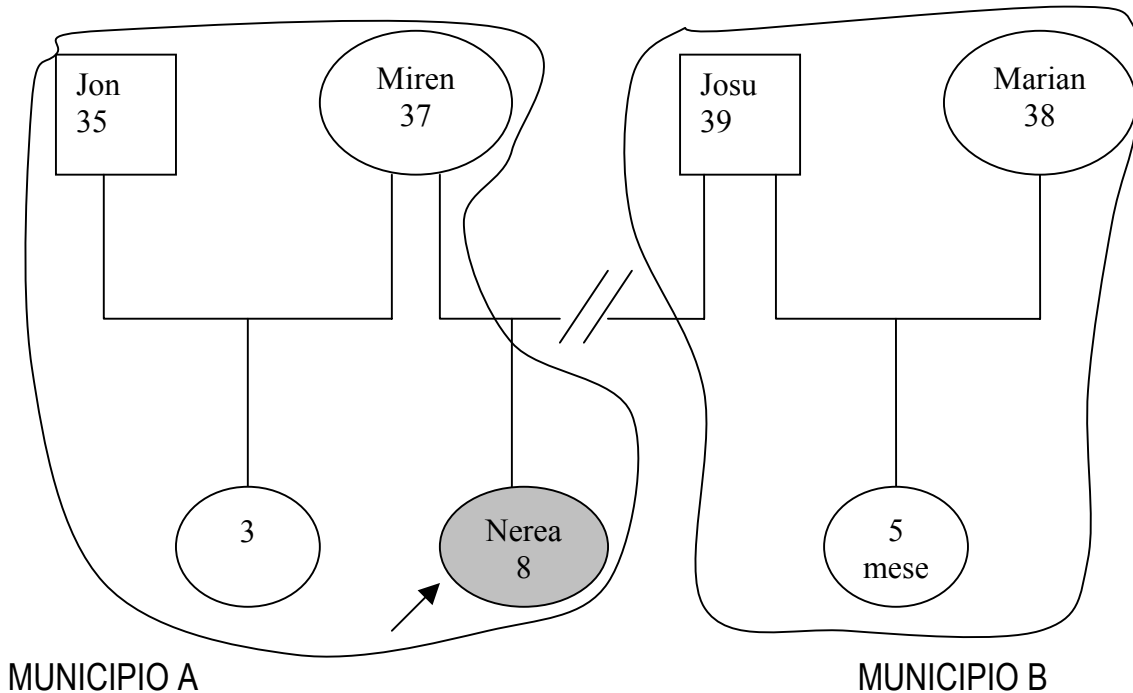 Jon
35
Miren
37
Josu
39
Marian
38
3
Nerea
8
5
mese
MUNICIPIO A
MUNICIPIO B